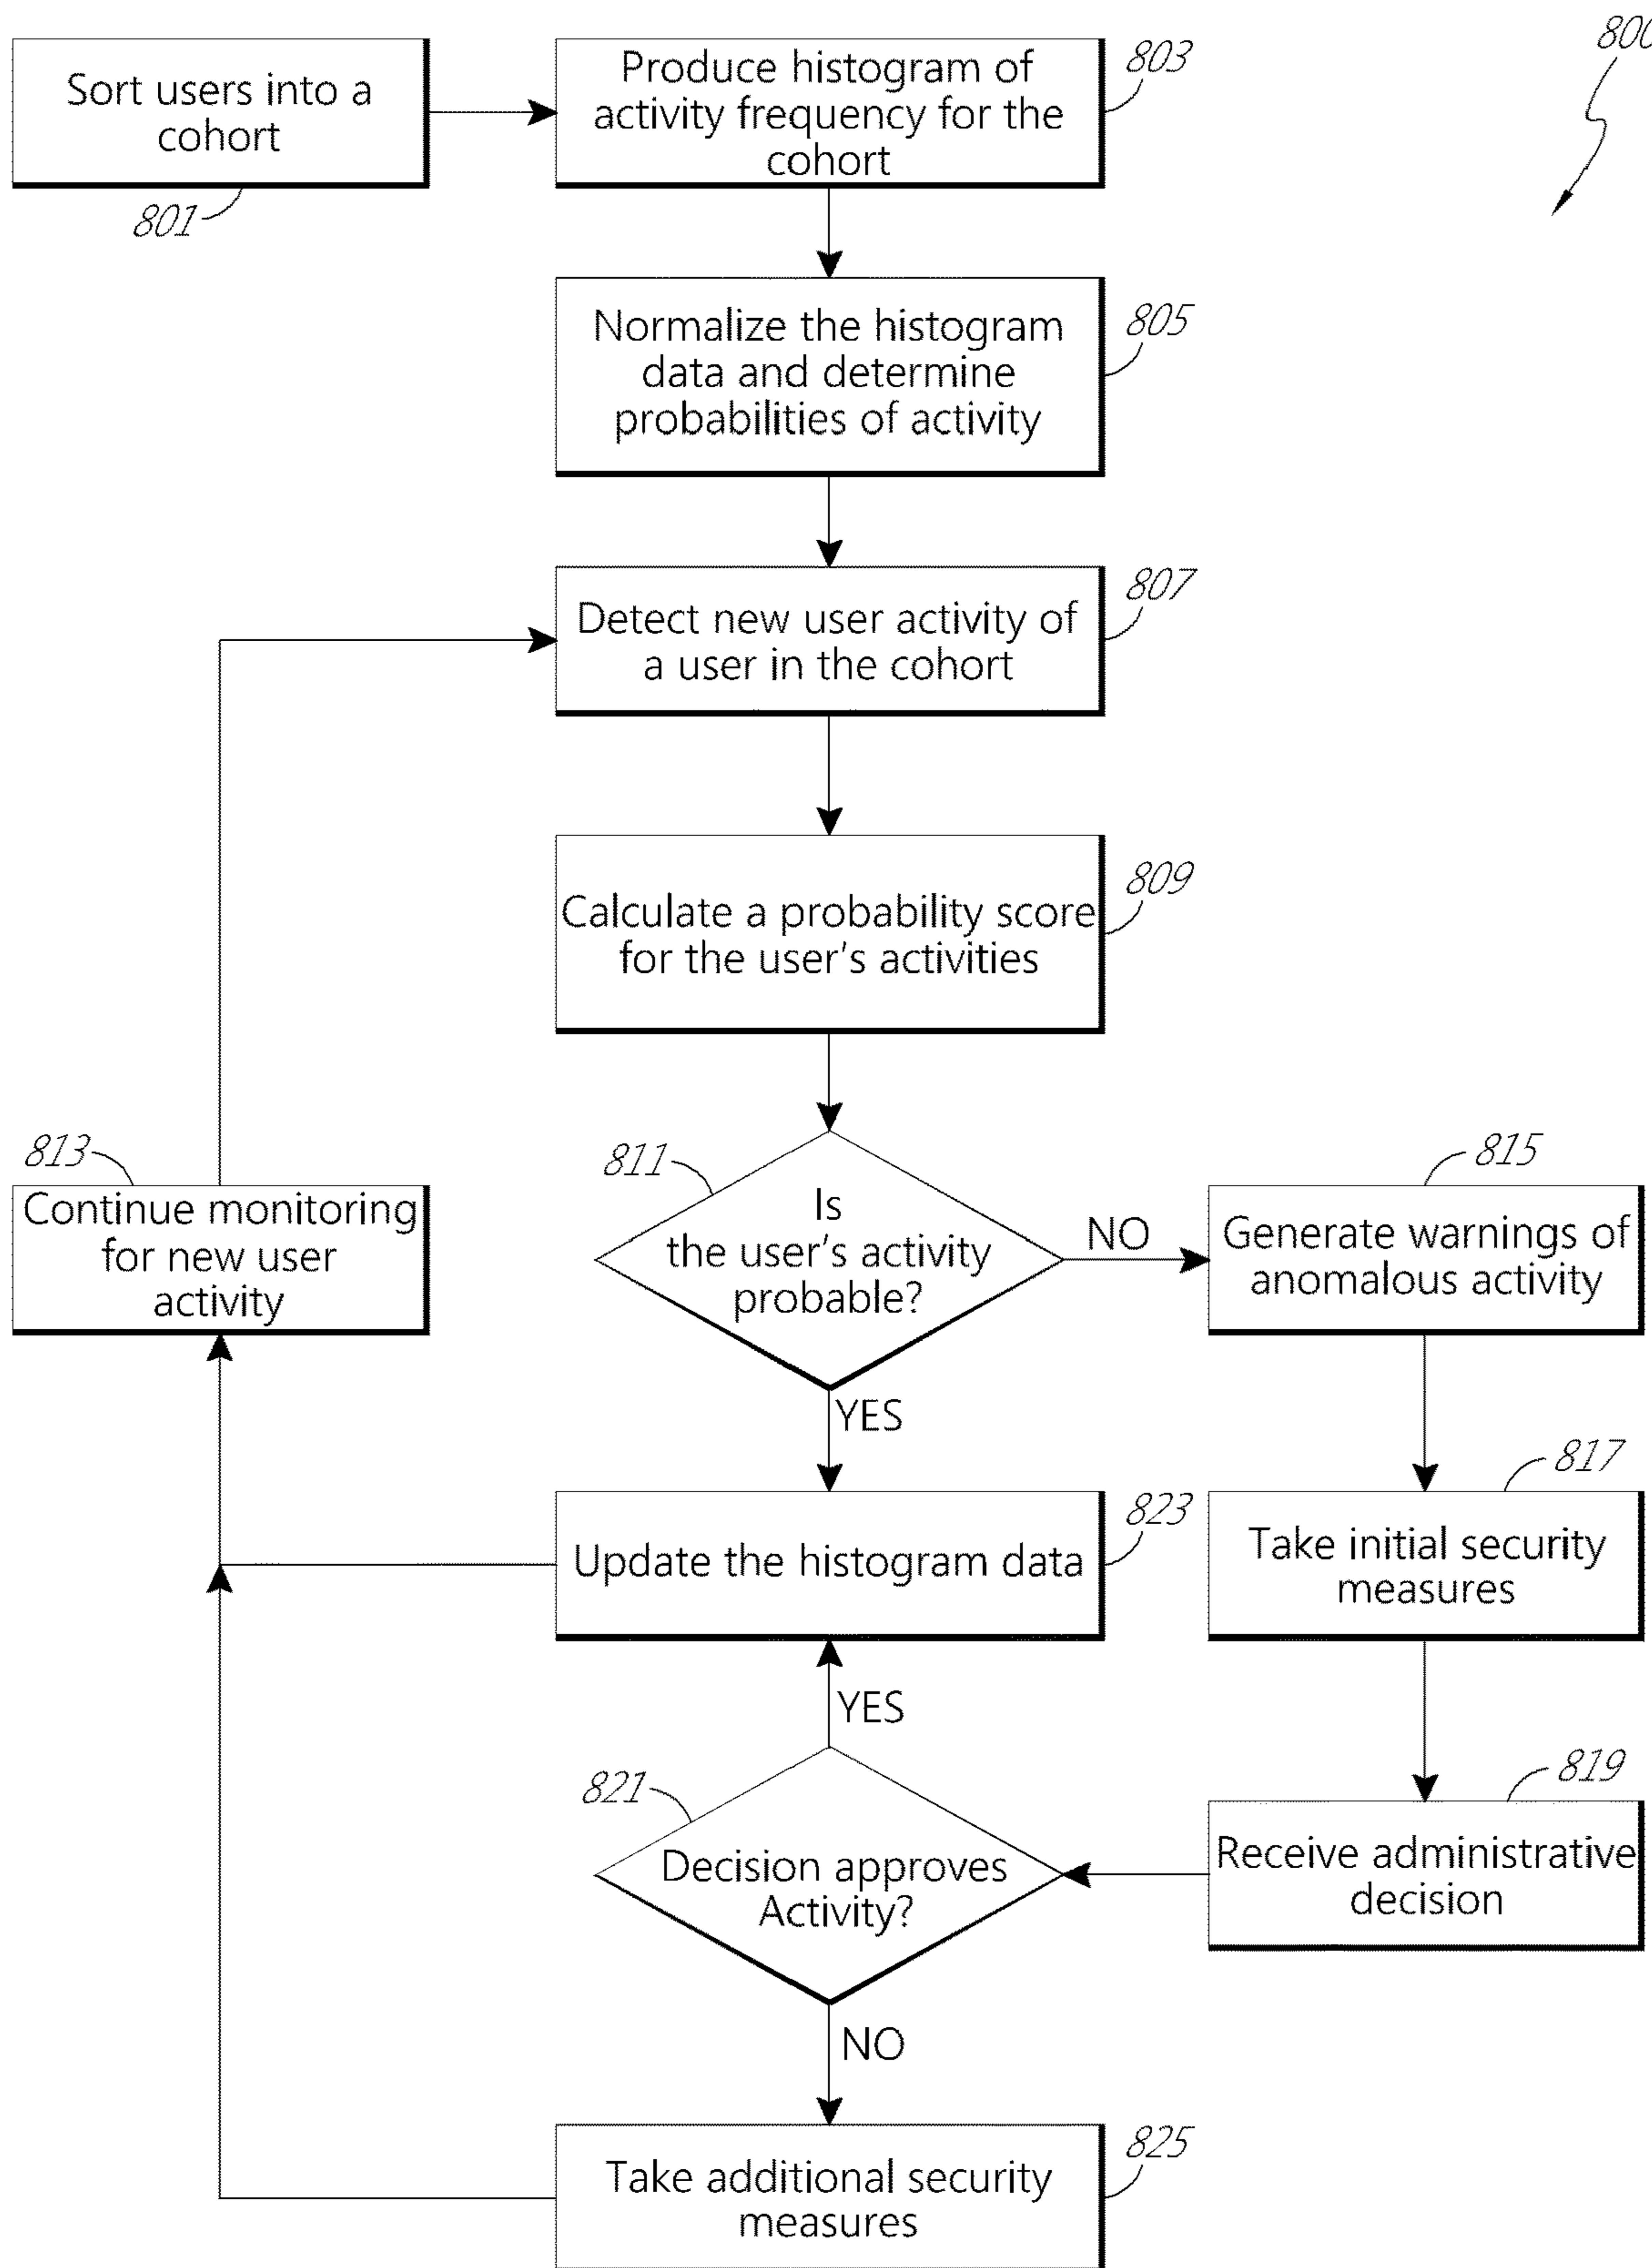 800
Sort users into a
cohort
801
Produce histogram of
activity frequency for the
cohort
803
Normalize the histogram
data and determine
probabilities of activity
805
Detect new user activity of
a user in the cohort
807
Calculate a probability score
for the user's activities
809
813
Continue monitoring
for new user
activity
811
Is
the user's activity
probable?
NO
YES
815
Generate warnings of
anomalous activity
817
Take initial security
measures
823
Update the histogram data
YES
819
Receive administrative
decision
821
Decision approves
Activity?
NO
825
Take additional security
measures